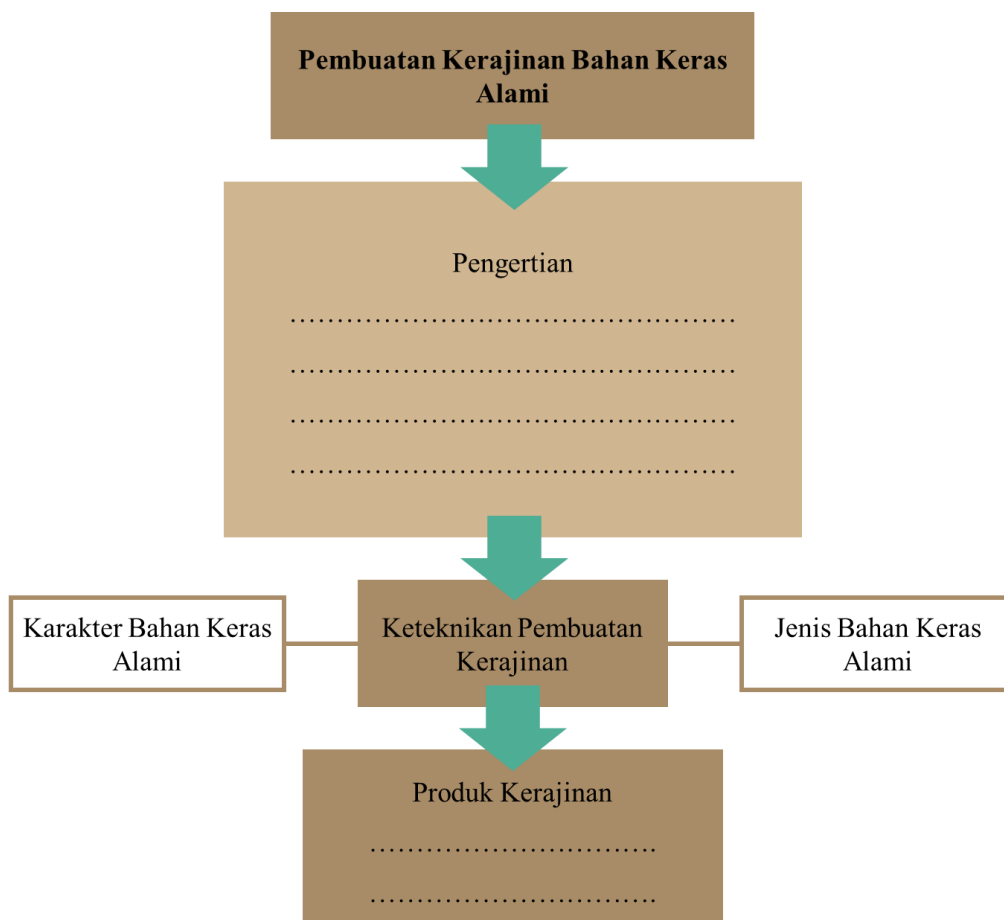 Pembuatan Kerajinan Bahan Keras
Alami
Pengertian
………………………………………
………………………………………
………………………………………
………………………………………
Karakter Bahan Keras
Alami
Keteknikan Pembuatan
Kerajinan
Jenis Bahan Keras
Alami
Produk Kerajinan
………………………….
………………………….